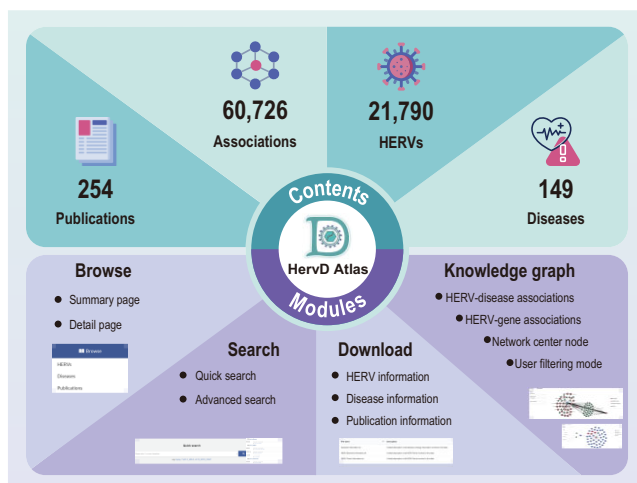 60,726
Associations
21,790
HERVs
254
Publications
149
Diseases
Contents
HervD Atlas
Modules
Browse
Summary page
Detail page
Browse
HERVs
Diseases
Publications
Search
Quick search
Advanced search
Download
HERV information
Disease information
Publication information
Knowledge graph
HERV-disease associations
HERV-gene associations
Network center node
User filtering mode